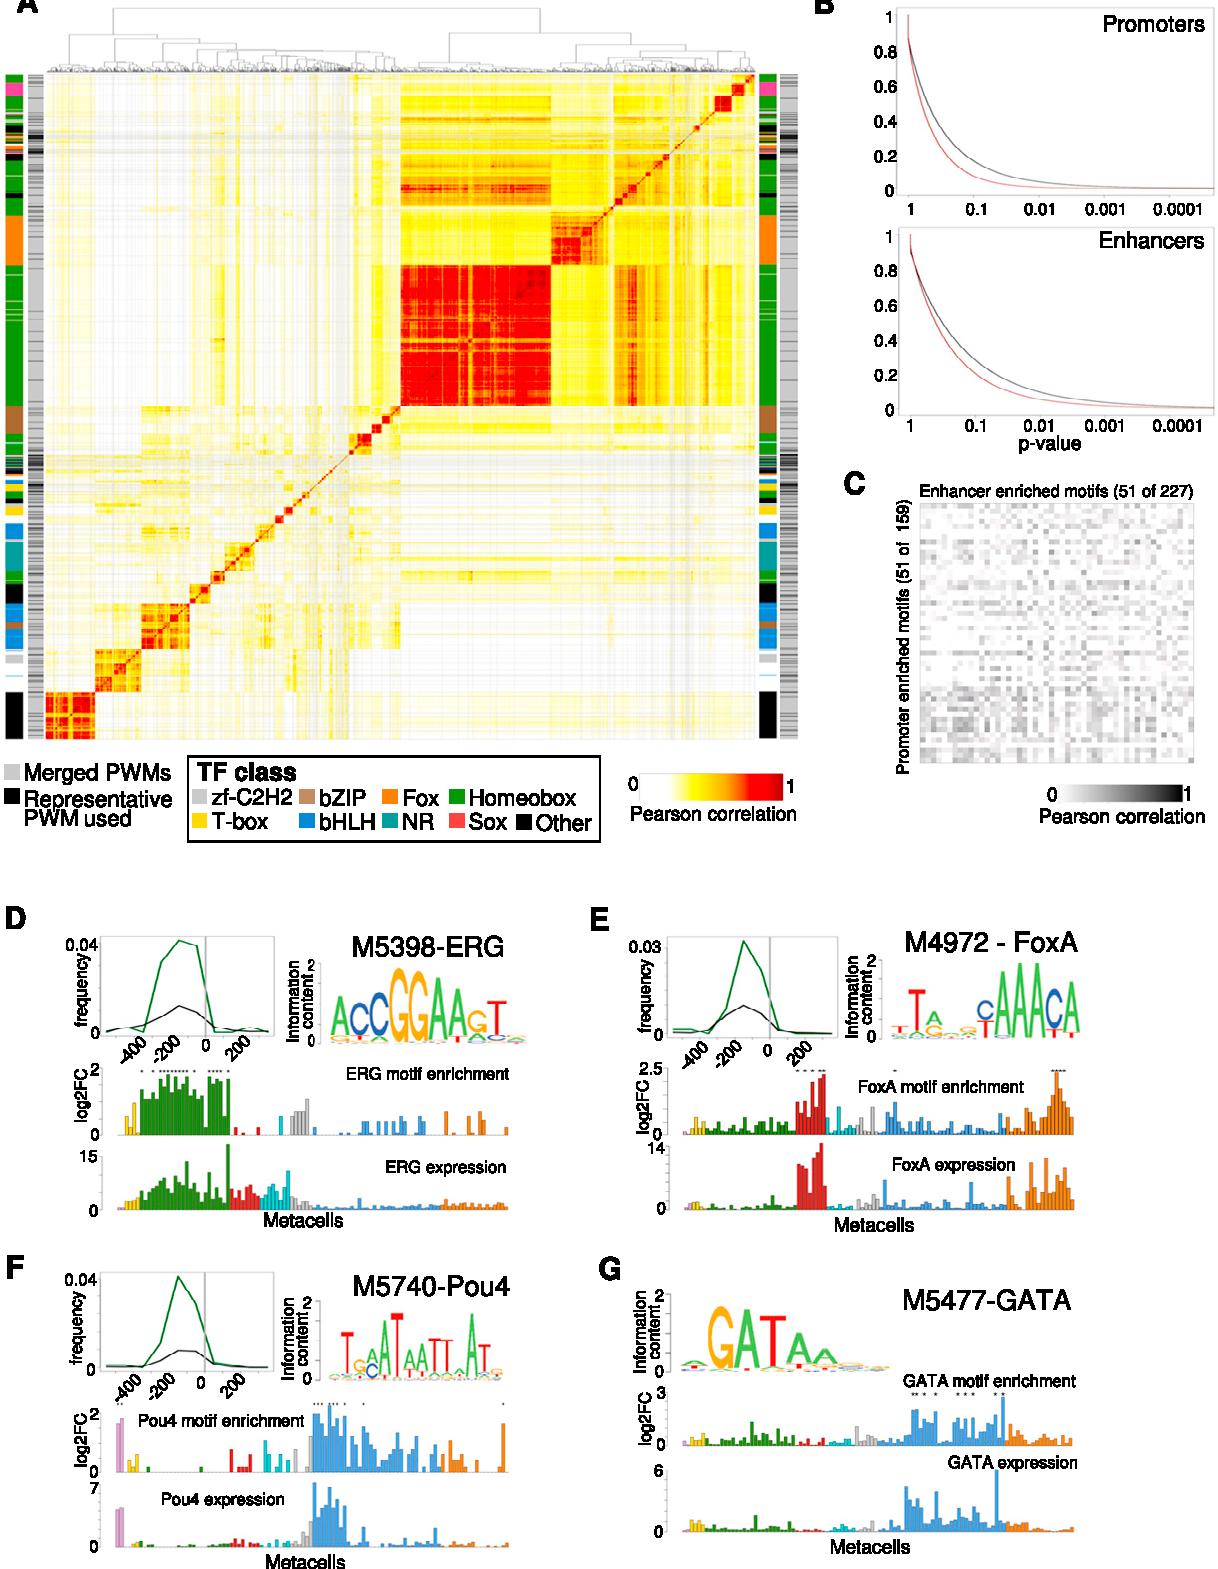 A
Merged PWMs
Representative
PWM used
TF class
zf-C2H2 bZIP Fox Homeobox
T-box bHLH NR Sox Other
0 1
Pearson correlation
B
Promoters
1
0.8
0.6
0.4
0.2
0
1 0.1 0.01 0.001 0.0001
Enhancers
1
0.8
0.6
0.4
0.2
0
1 0.1 0.01 0.001 0.0001
p-value
C
Enhancer enriched motifs (51 of 227)
Promoter enriched motifs (51 of 159)
0 1
Pearson correlation
D
M5398-ERG
0.04
0
frequency
-400 -200 0 200
Information
content
2
0
ACCGGAAGT
ERG motif enrichment
log2FC
2
0
ERG expression
15
0
Metacells
E
M4972 - FoxA
0.03
0
frequency
-400 -200 0 200
Information
content
2
0
FoxA motif enrichment
log2FC
2.5
0
FoxA expression
14
0
Metacells
F
M5740-Pou4
0.04
0
frequency
-400 -200 0 200
Information
content
2
0
Pou4 motif enrichment
log2FC
2
0
Pou4 expression
7
0
Metacells
G
M5477-GATA
Information
content
2
0
GATAA
GATA motif enrichment
log2FC
3
0
GATA expression
6
0
Metacells